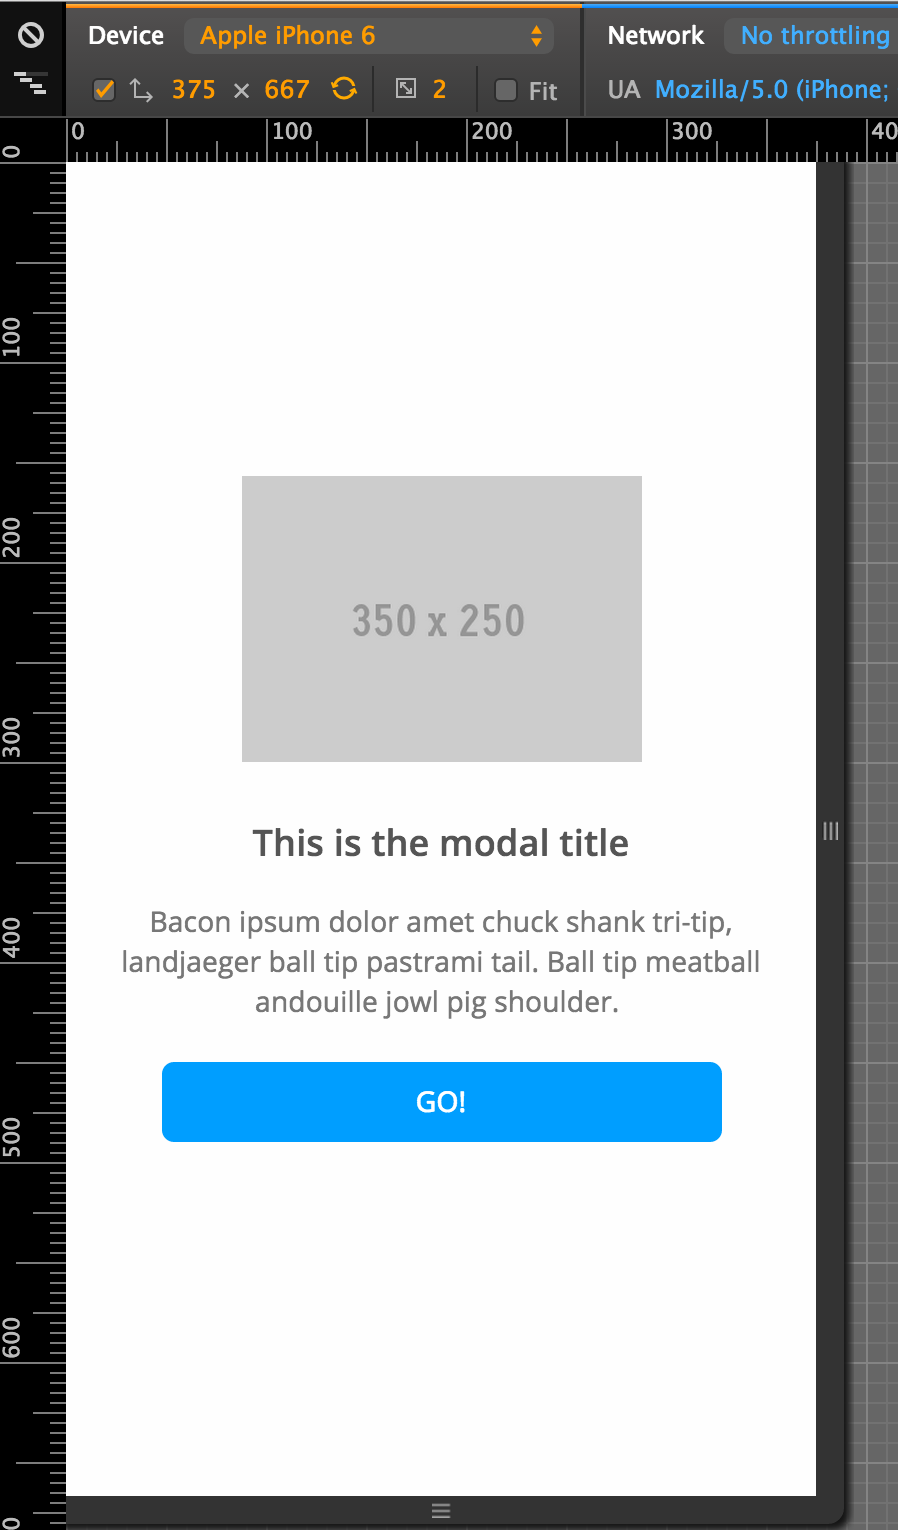 Device Apple iPhone 6 Network No throttling
375 × 667 2 Fit UA Mozilla/5.0 (iPhone;
0 100 200 300 40
0
100
200
300
400
500
600
350 x 250
This is the modal title
Bacon ipsum dolor amet chuck shank tri-tip,
landjaeger ball tip pastrami tail. Ball tip meatball
andouille jowl pig shoulder.
GO!